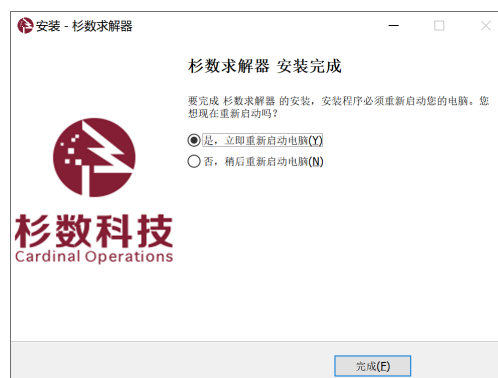 安装 - 杉数求解器
杉数求解器 安装完成
要完成 杉数求解器 的安装，安装程序必须重新启动您的电脑。您
想现在重新启动吗?
是，立即重新启动电脑(Y)
否，稍后重新启动电脑(N)
杉数科技
Cardinal Operations
完成(F)